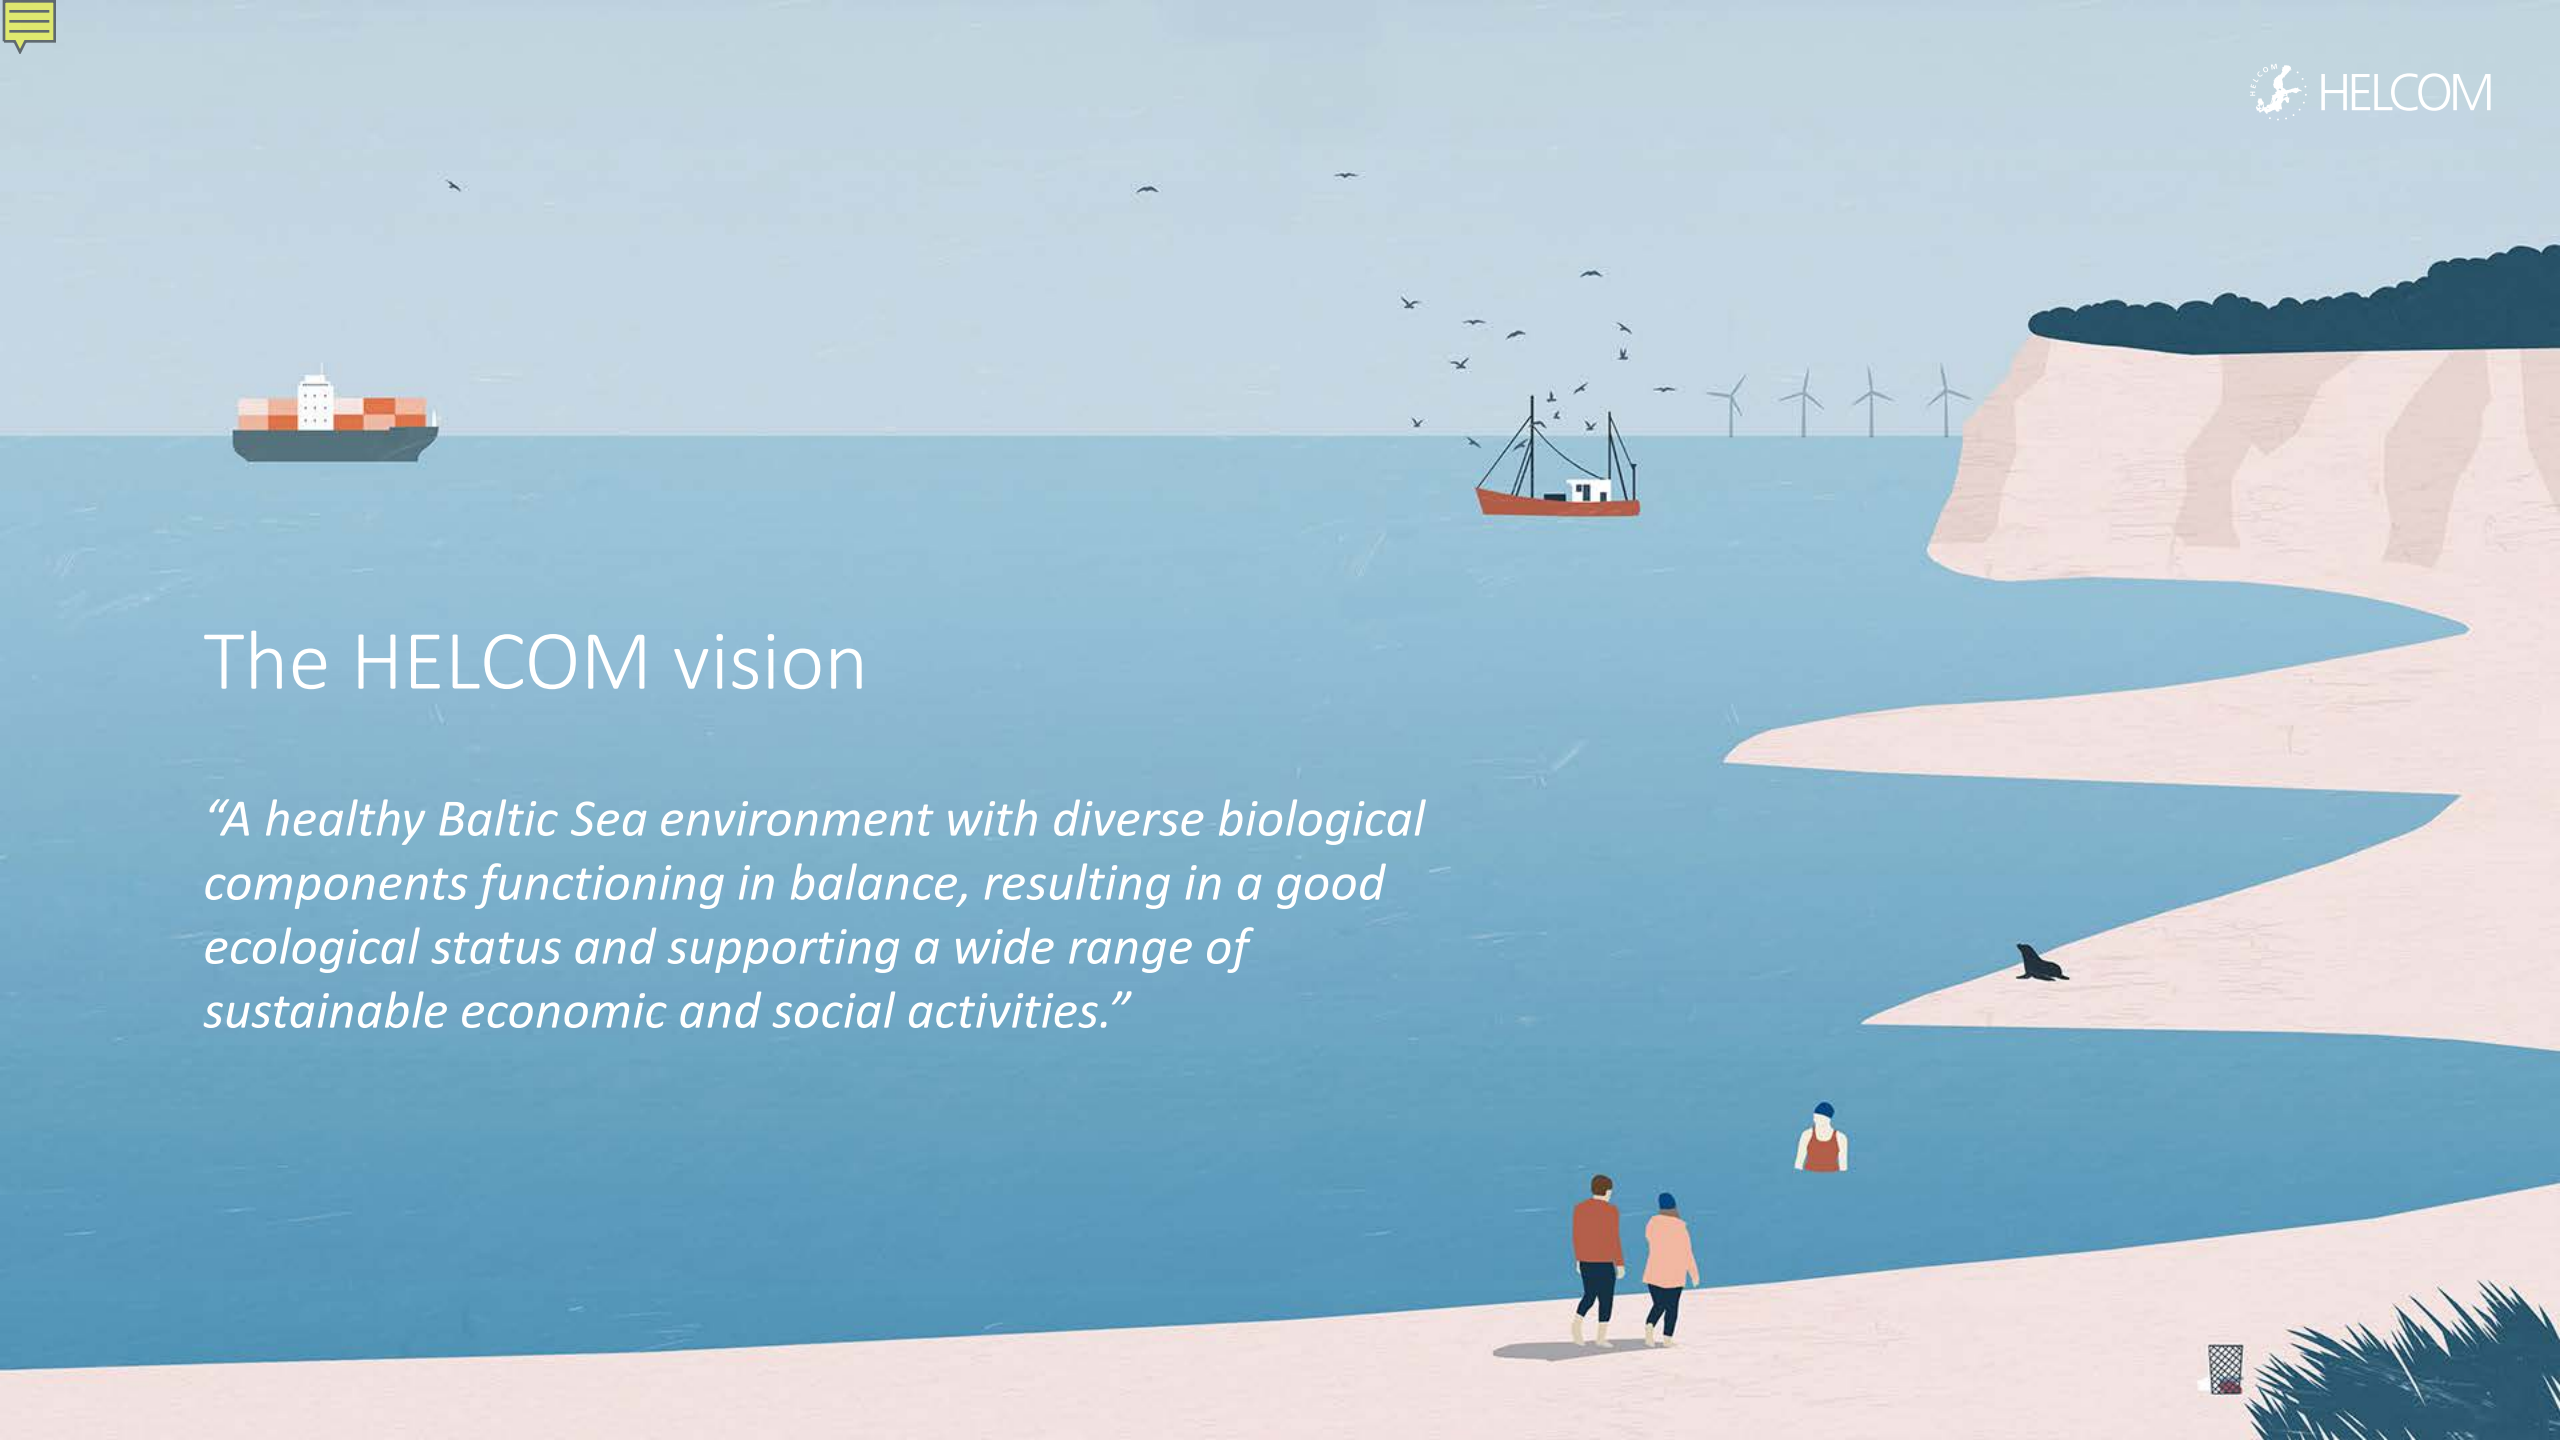 HELCOM
HELCOM
The HELCOM vision
“A healthy Baltic Sea environment with diverse biological
components functioning in balance, resulting in a good
ecological status and supporting a wide range of
sustainable economic and social activities.”